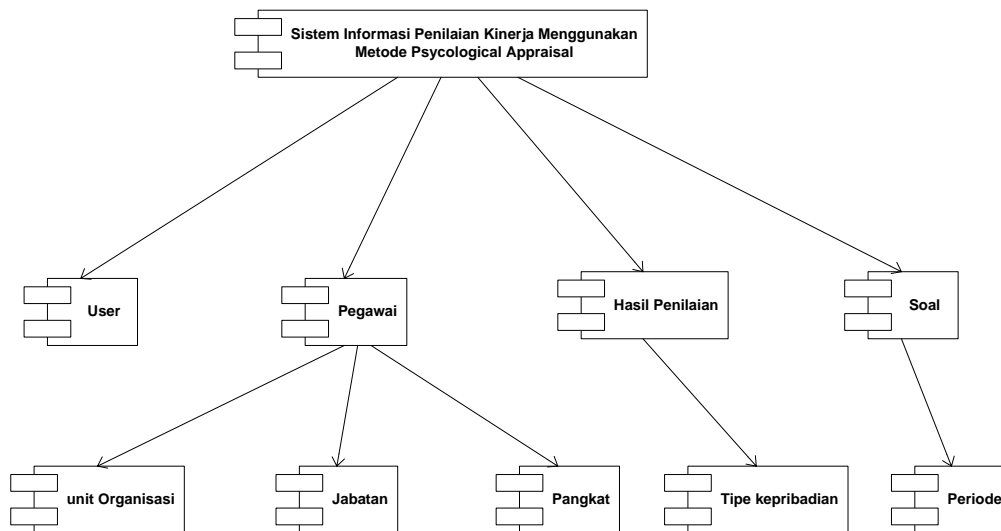 Sistem Informasi Penilaian Kinerja Menggunakan
Metode Psycological Appraisal
User
Pegawai
Hasil Penilaian
Soal
unit Organisasi
Jabatan
Pangkat
Tipe kepribadian
Periode